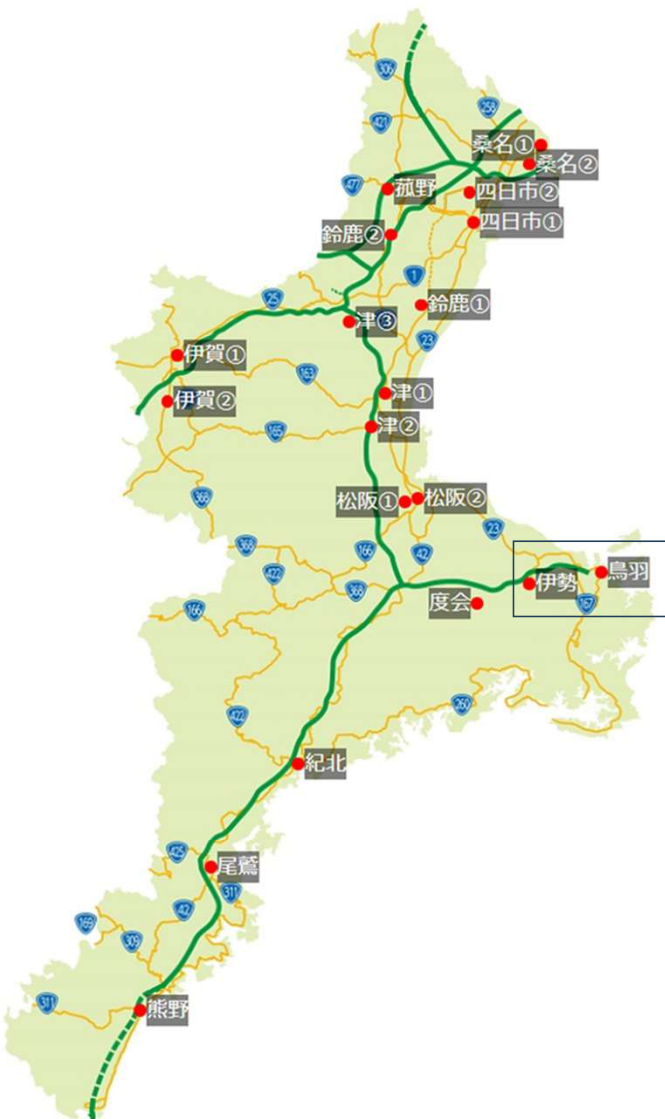 306
258
421
桑名①
桑名②
477
菰野
四日市②
四日市①
鈴鹿②
1
25
鈴鹿①
津③
23
伊賀①
163
伊賀②
津①
津②
165
368
松阪①
松阪②
23
368
166
42
422
鳥羽
伊勢
368
167
度会
166
260
422
紀北
425
尾鷲
311
42
169
309
311
熊野